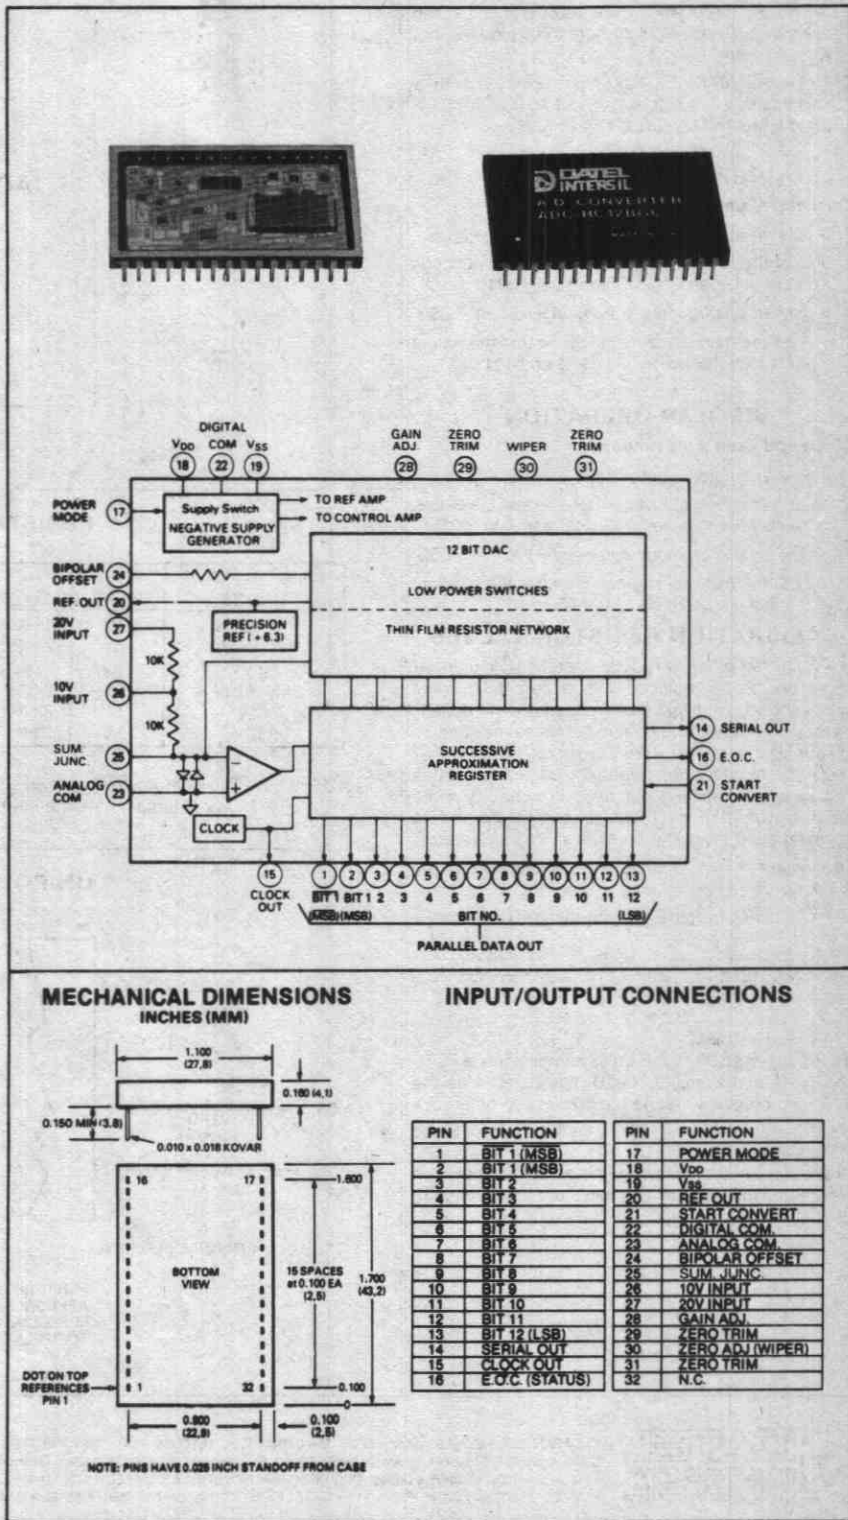 DATEL
INTERSIL
A/D CONVERTER
DIGITAL
VDD COM VSS
18 22 19
GAIN ADJ. ZERO TRIM WIPER ZERO TRIM
28 29 30 31
POWER MODE 17
Supply Switch
NEGATIVE SUPPLY
GENERATOR
TO REF AMP
TO CONTROL AMP
BIPOLAR OFFSET 24
REF. OUT 20
20V INPUT 27
10K
10V INPUT 26
10K
SUM. JUNC. 25
ANALOG COM 23
PRECISION
REF (+6.3)
12 BIT DAC
LOW POWER SWITCHES
THIN FILM RESISTOR NETWORK
SUCCESSIVE
APPROXIMATION
REGISTER
14 SERIAL OUT
16 E.O.C.
21 START CONVERT
CLOCK
15
CLOCK OUT
1 2 3 4 5 6 7 8 9 10 11 12 13
BIT 1 BIT 1 2 3 4 5 6 7 8 9 10 11 12
(MSB) (MSB) BIT NO. (LSB)
PARALLEL DATA OUT
MECHANICAL DIMENSIONS
INCHES (MM)
1.100
(27,8)
0.160 (4,1)
0.150 MIN (3.8)
0.010 x 0.018 KOVAR
16 17
1.600
BOTTOM
VIEW
15 SPACES
at 0.100 EA
(2,5)
1.700
(43,2)
DOT ON TOP
REFERENCES
PIN 1
1 32
0.100
0
0.900
(22,8)
0.100
(2,5)
NOTE: PINS HAVE 0.025 INCH STANDOFF FROM CASE
INPUT/OUTPUT CONNECTIONS
PIN FUNCTION
1 BIT 1 (MSB)
2 BIT 1 (MSB)
3 BIT 2
4 BIT 3
5 BIT 4
6 BIT 5
7 BIT 6
8 BIT 7
9 BIT 8
10 BIT 9
11 BIT 10
12 BIT 11
13 BIT 12 (LSB)
14 SERIAL OUT
15 CLOCK OUT
16 E.O.C. (STATUS)
PIN FUNCTION
17 POWER MODE
18 VDD
19 VSS
20 REF OUT
21 START CONVERT
22 DIGITAL COM.
23 ANALOG COM.
24 BIPOLAR OFFSET
25 SUM. JUNC.
26 10V INPUT
27 20V INPUT
28 GAIN ADJ.
29 ZERO TRIM
30 ZERO ADJ (WIPER)
31 ZERO TRIM
32 N.C.